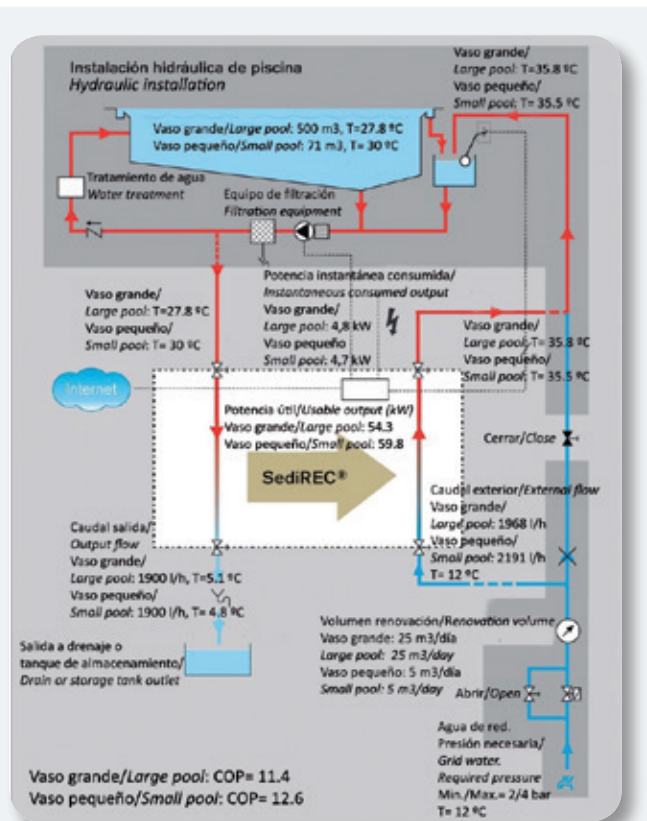 Instalación hidráulica de piscina
Hydraulic installation
Vaso grande/
Large pool: T=35.8 ºC
Vaso pequeño/
Small pool: T=35.5 ºC
Vaso grande/Large pool: 500 m3, T=27.8 ºC
Vaso pequeño/Small pool: 71 m3, T= 30 ºC
Tratamiento de agua
Water treatment
Equipo de filtración
Filtration equipment
Potencia instantánea consumida/
Instantaneous consumed output
Vaso grande/
Large pool: 4,8 kW
Vaso pequeño
Small pool: 4,7 kW
Vaso grande/
Large pool: T=27.8 ºC
Vaso pequeño/
Small pool: T= 30 ºC
Vaso grande/
Large pool: T=35.8 ºC
Vaso pequeño/
Small pool: T= 35.5 ºC
Internet
Potencia útil/Usable output (kW)
Vaso grande/Large pool: 54.3
Vaso pequeño/Small pool: 59.8
SediREC®
Cerrar/Close
Caudal exterior/External flow
Vaso grande/
Large pool: 1968 l/h
Vaso pequeño/
Small pool: 2191 l/h
T= 12 ºC
Caudal salida/
Output flow
Vaso grande/
Large pool: 1900 l/h, T=5.1 ºC
Vaso pequeño/
Small pool: 1900 l/h, T= 4.8 ºC
Salida a drenaje o
tanque de almacenamiento/
Drain or storage tank outlet
Volumen renovación/Renovation volume
Vaso grande: 25 m3/día
Large pool: 25 m3/day
Vaso pequeño: 5 m3/día
Small pool: 5 m3/day
Abrir/Open
Agua de red.
Presión necesaria/
Grid water.
Required pressure
Min./Max.= 2/4 bar
T= 12 ºC
Vaso grande/Large pool: COP= 11.4
Vaso pequeño/Small pool: COP= 12.6